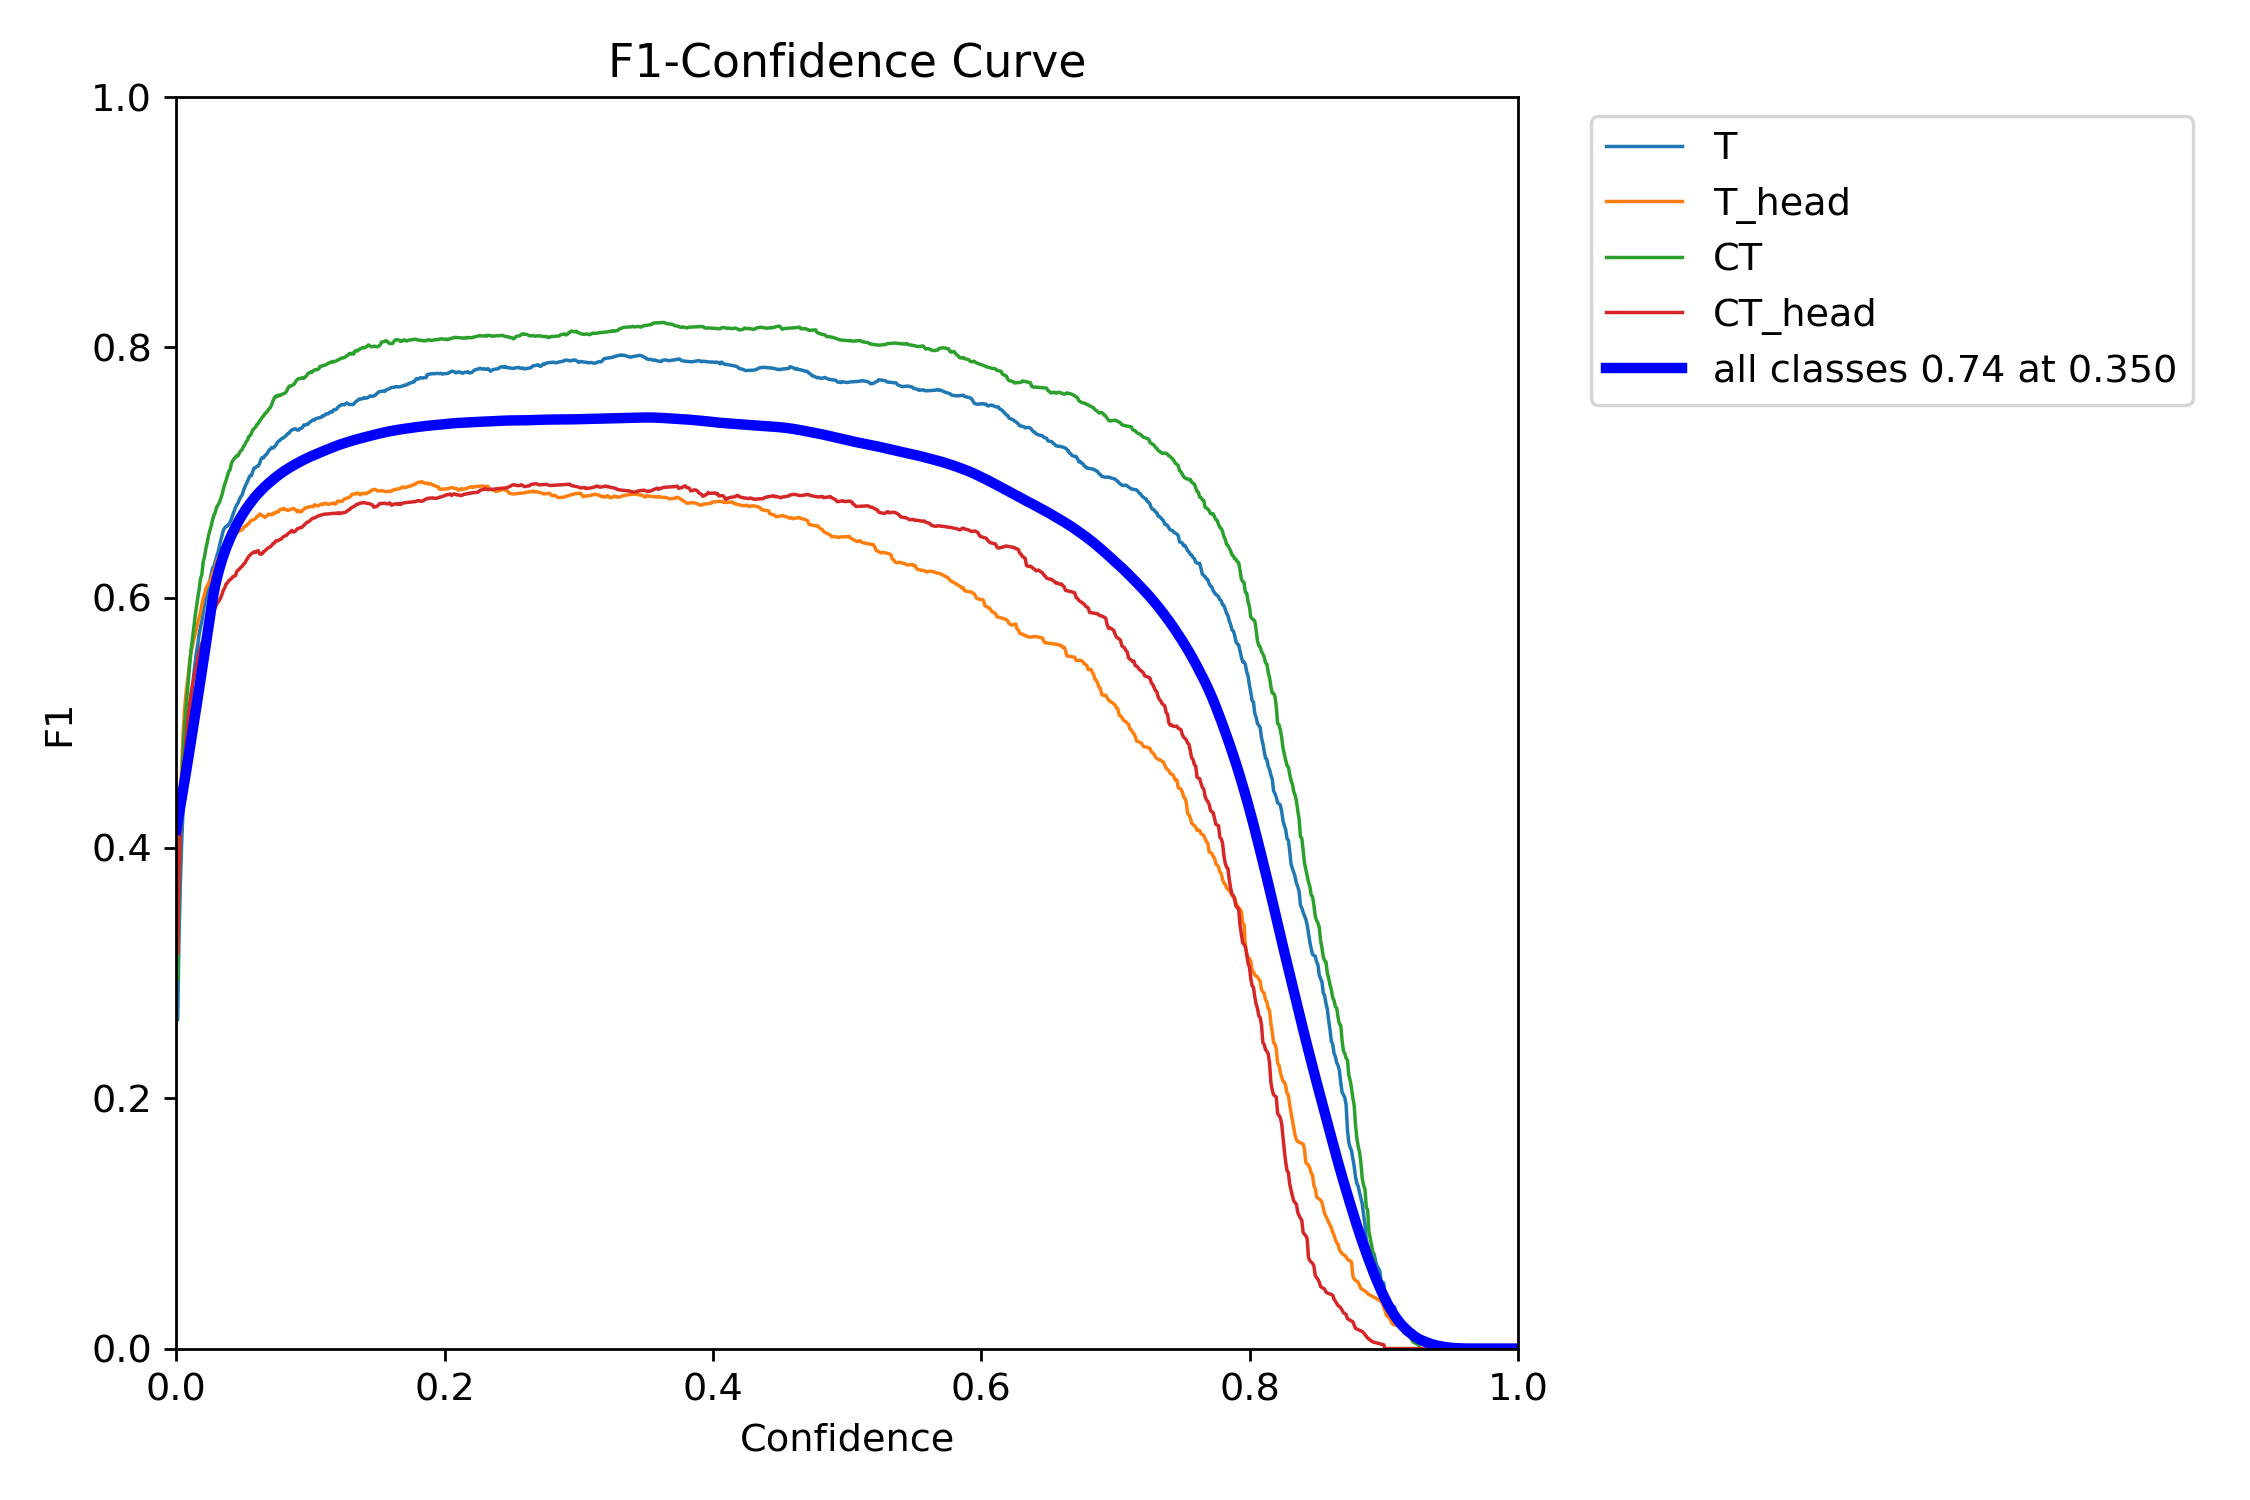 F1-Confidence Curve
1.0
0.8
0.6
0.4
0.2
0.0
F1
0.0 0.2 0.4 0.6 0.8 1.0
Confidence
T
T_head
CT
CT_head
all classes 0.74 at 0.350